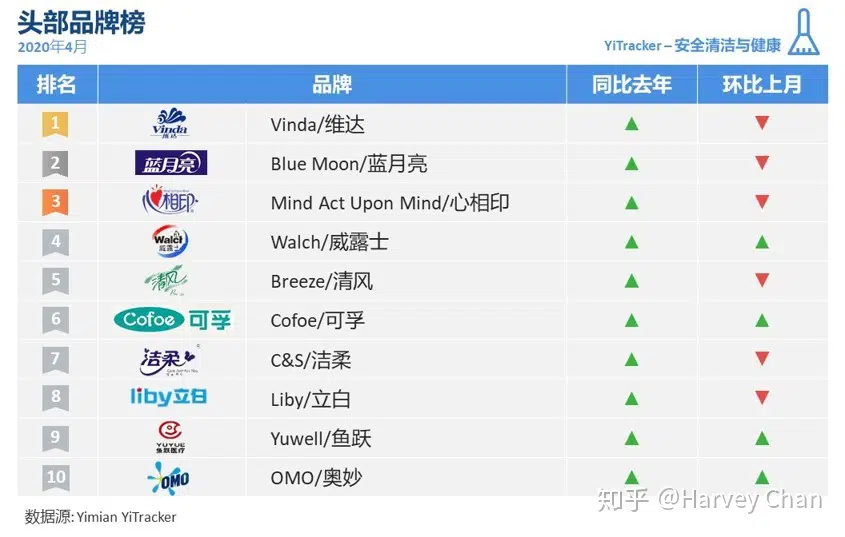 头部品牌榜
2020年4月
YiTracker – 安全清洁与健康
排名 品牌 同比去年 环比上月
1 Vinda 维达 Vinda/维达 ▲ ▼
2 蓝月亮 Blue Moon/蓝月亮 ▲ ▼
3 心相印 Mind Act Upon Mind/心相印 ▲ ▼
4 Walch 威露士 Walch/威露士 ▲ ▲
5 清风 Breeze/清风 ▲ ▼
6 Cofoe 可孚 Cofoe/可孚 ▲ ▲
7 洁柔 C&S/洁柔 ▲ ▼
8 liby立白 Liby/立白 ▲ ▼
9 YUYUE 鱼跃医疗 Yuwell/鱼跃 ▲ ▲
10 OMO OMO/奥妙 ▲ ▲
知乎 @Harvey Chan
数据源: Yimian YiTracker